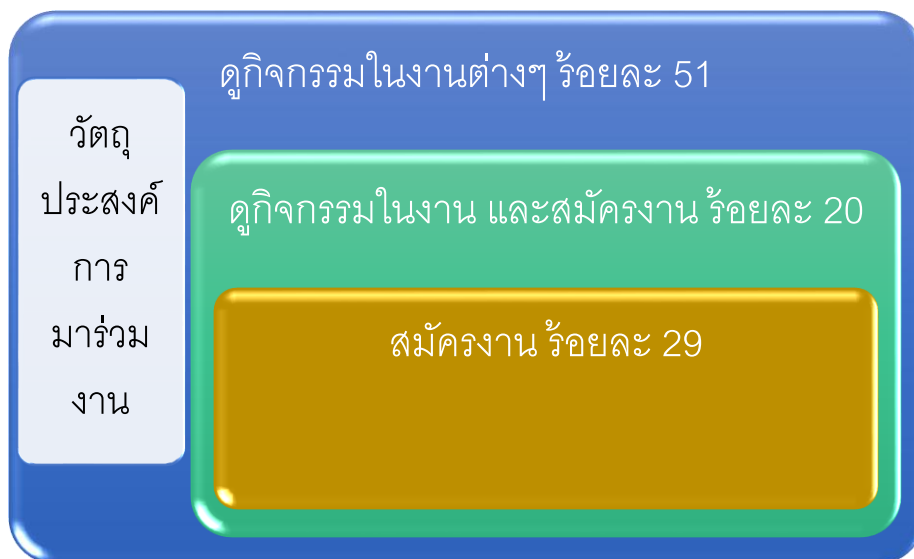 ดูกิจกรรมในงานต่างๆ ร้อยละ 51
วัตถุ
ประสงค์
การ
มาร่วม
งาน
ดูกิจกรรมในงาน และสมัครงาน ร้อยละ 20
สมัครงาน ร้อยละ 29